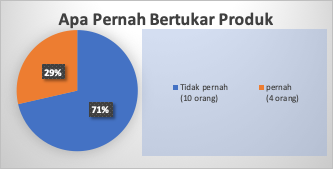 Apa Pernah Bertukar Produk
29%
71%
Tidak pernah
(10 orang)
pernah
(4 orang)